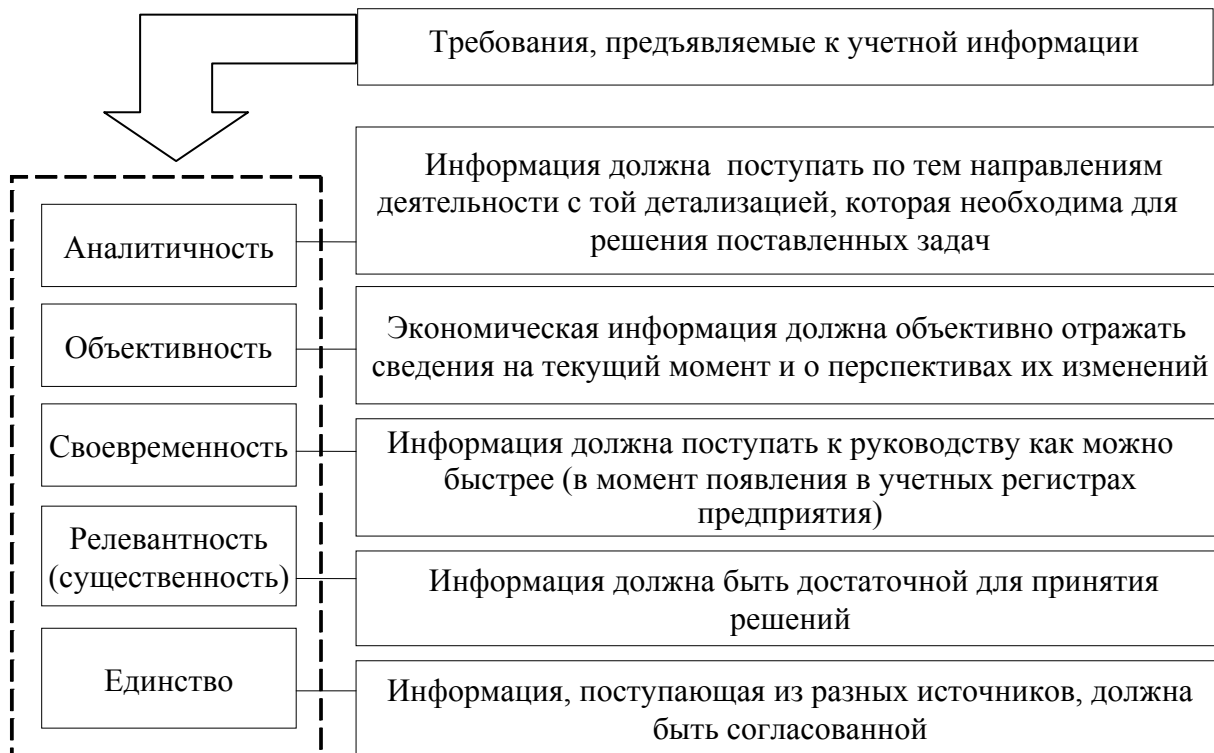 Требования, предъявляемые к учетной информации
Аналитичность
Информация должна поступать по тем направлениям
деятельности с той детализацией, которая необходима для
решения поставленных задач
Объективность
Экономическая информация должна объективно отражать
сведения на текущий момент и о перспективах их изменений
Своевременность
Информация должна поступать к руководству как можно
быстрее (в момент появления в учетных регистрах
предприятия)
Релевантность
(существенность)
Информация должна быть достаточной для принятия
решений
Единство
Информация, поступающая из разных источников, должна
быть согласованной